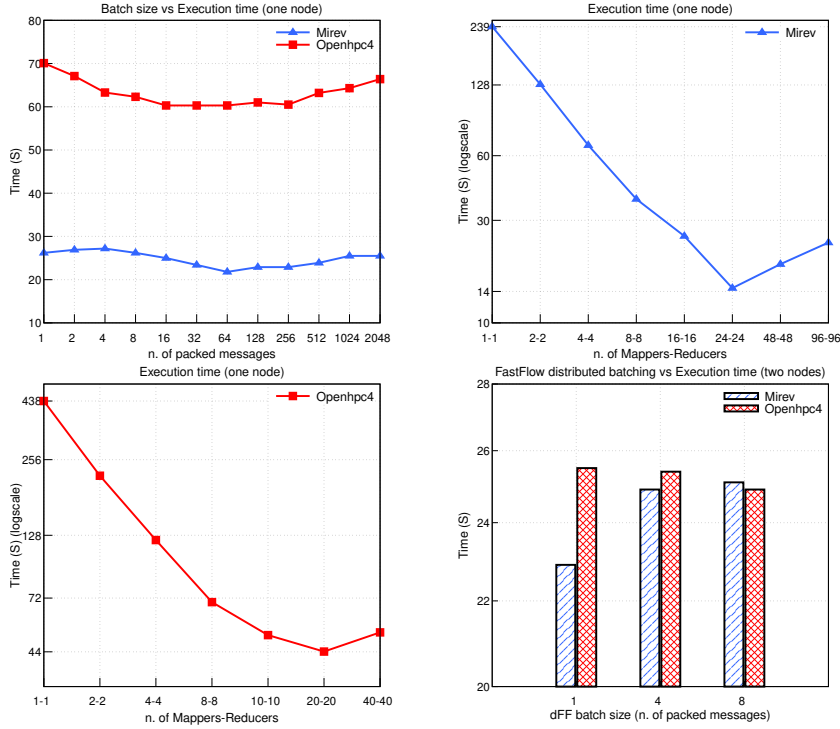 Batch size vs Execution time (one node)
Mirev
Openhpc4
80
70
60
50
40
30
20
10
Time (S)
1 2 4 8 16 32 64 128 256 512 1024 2048
n. of packed messages
Execution time (one node)
Mirev
239
128
60
30
14
10
Time (S) (logscale)
1-1 2-2 4-4 8-8 16-16 24-24 48-48 96-96
n. of Mappers-Reducers
Execution time (one node)
Openhpc4
438
256
128
72
44
Time (S) (logscale)
1-1 2-2 4-4 8-8 10-10 20-20 40-40
n. of Mappers-Reducers
FastFlow distributed batching vs Execution time (two nodes)
Mirev
Openhpc4
28
26
24
22
20
Time (S)
1 4 8
dFF batch size (n. of packed messages)